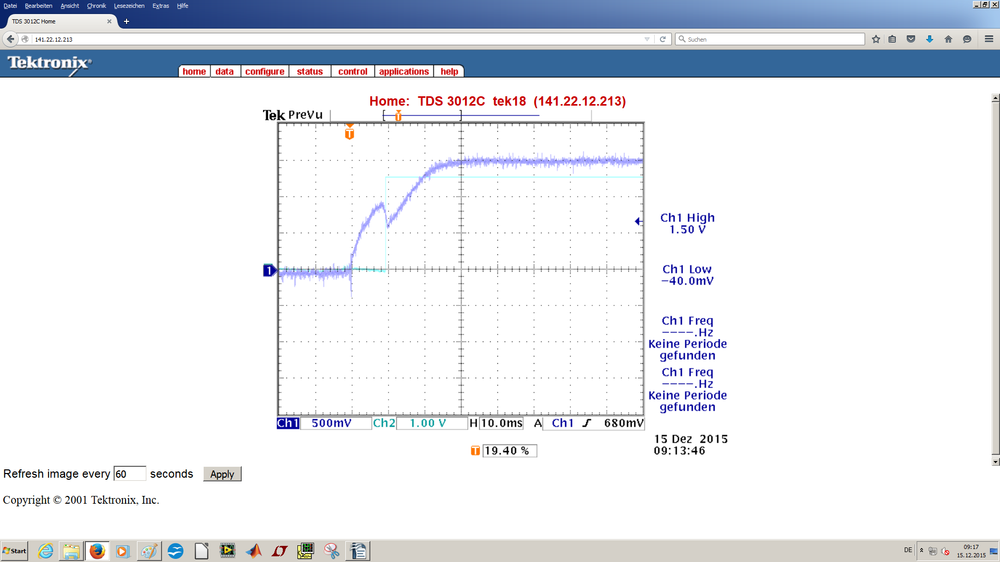 Datei Bearbeiten Ansicht Chronik Lesezeichen Extras Hilfe
TDS 3012C Home
141.22.12.213
Suchen
Tektronix®
home data configure status control applications help
Home: TDS 3012C tek18 (141.22.12.213)
Tek PreVu
T
T
Ch1 High
1.50 V
1
Ch1 Low
−40.0mV
Ch1 Freq
−−−−.Hz
Keine Periode
gefunden
Ch1 Freq
−−−−.Hz
Keine Periode
gefunden
Ch1 500mV Ch2 1.00 V H 10.0ms A Ch1 680mV
15 Dez 2015
09:13:46
T 19.40 %
Refresh image every 60 seconds Apply
Copyright © 2001 Tektronix, Inc.
Start
DE
09:17
15.12.2015